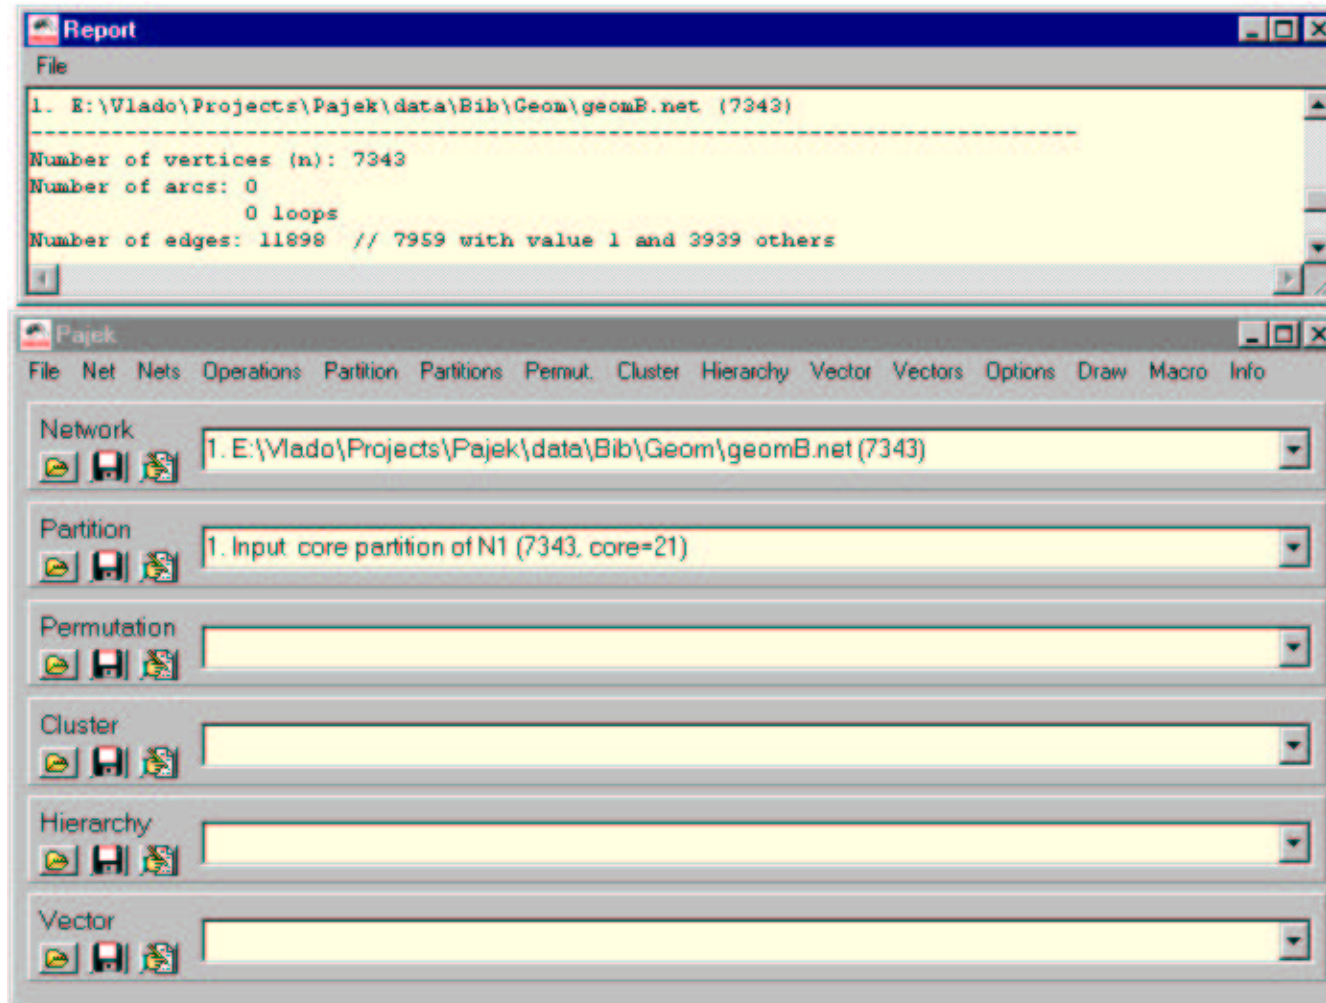 Report
File
1. E:\Vlado\Projects\Pajek\data\Bib\Geom\geomB.net (7343)
------------------------------------------------------------------------------
Number of vertices (n): 7343
Number of arcs: 0
0 loops
Number of edges: 11898 // 7959 with value 1 and 3939 others
Pajek
File Net Nets Operations Partition Partitions Permut. Cluster Hierarchy Vector Vectors Options Draw Macro Info
Network
1. E:\Vlado\Projects\Pajek\data\Bib\Geom\geomB.net (7343)
Partition
1. Input core partition of N1 (7343, core=21)
Permutation
Cluster
Hierarchy
Vector